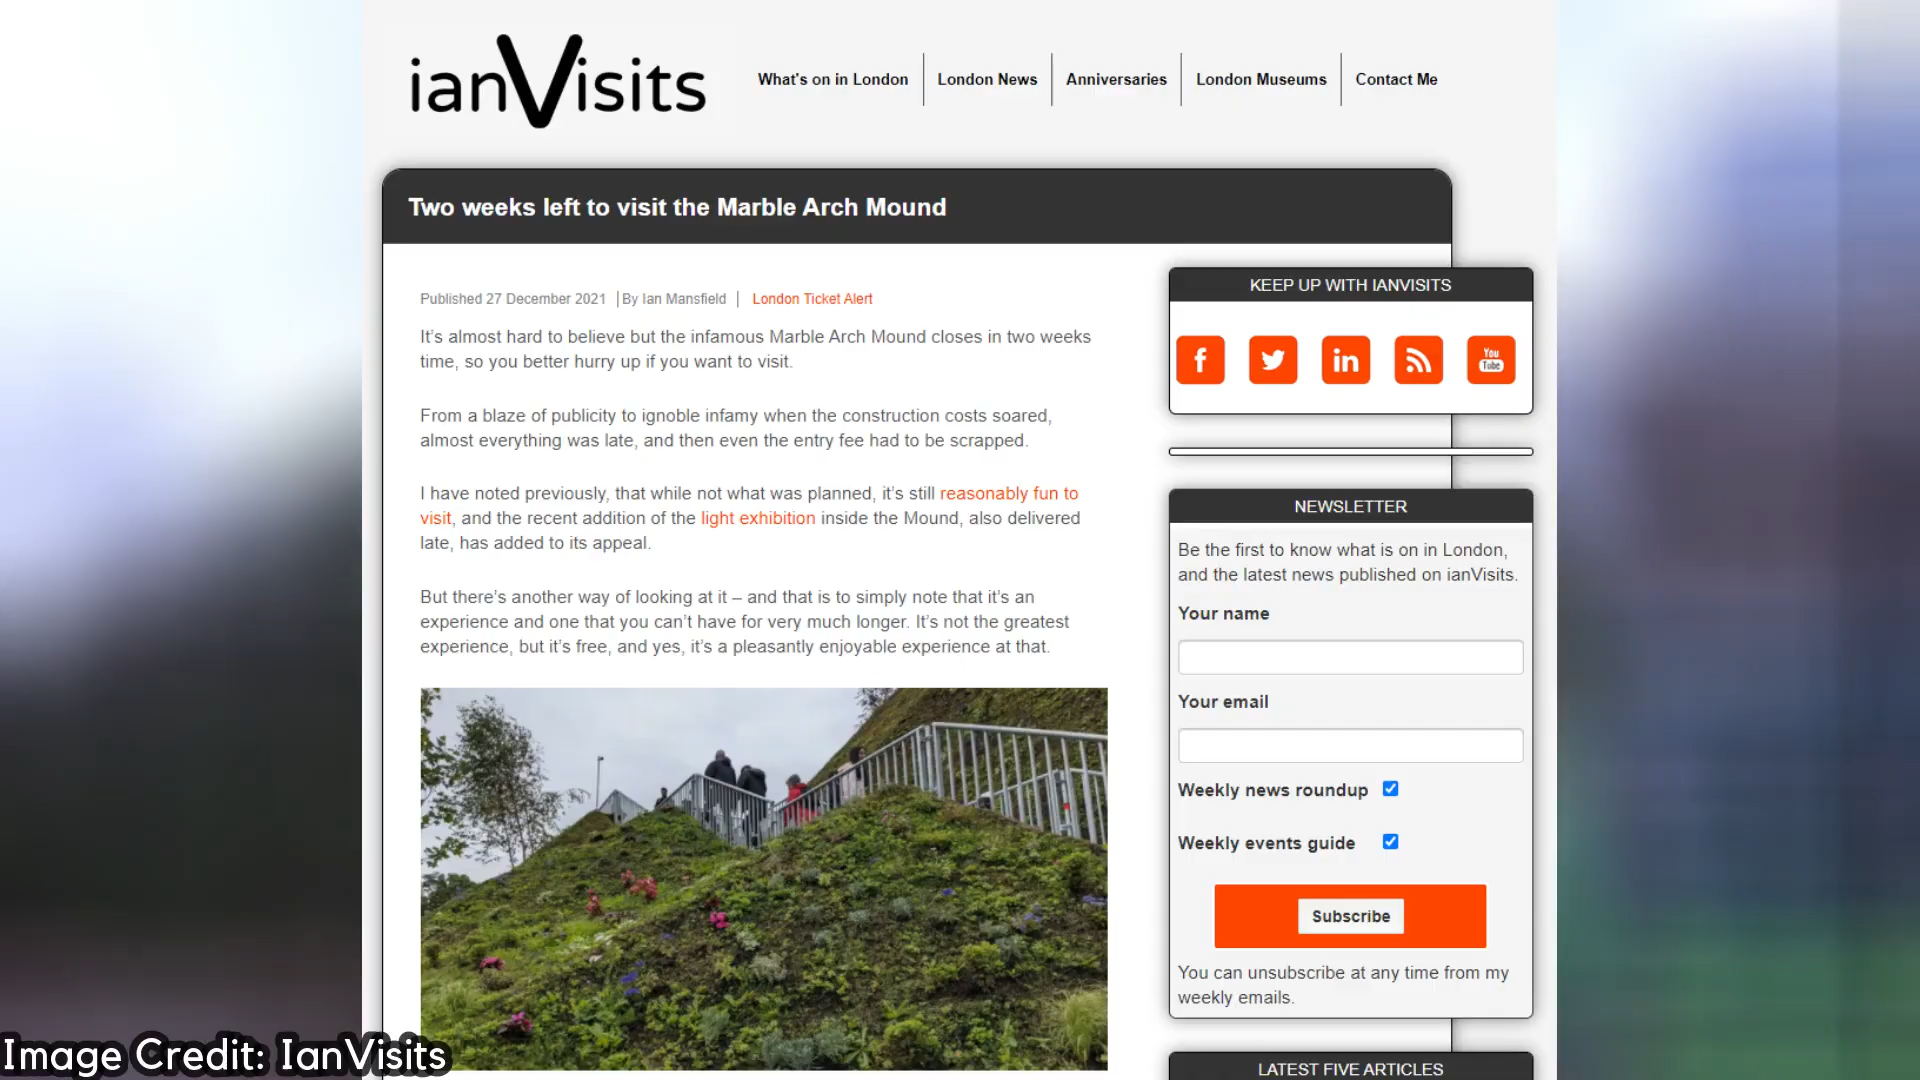 ianVisits
What's on in London
London News
Anniversaries
London Museums
Contact Me
Two weeks left to visit the Marble Arch Mound
Published 27 December 2021 | By Ian Mansfield | London Ticket Alert
It’s almost hard to believe but the infamous Marble Arch Mound closes in two weeks
time, so you better hurry up if you want to visit.
From a blaze of publicity to ignoble infamy when the construction costs soared,
almost everything was late, and then even the entry fee had to be scrapped.
I have noted previously, that while not what was planned, it’s still reasonably fun to
visit, and the recent addition of the light exhibition inside the Mound, also delivered
late, has added to its appeal.
But there’s another way of looking at it – and that is to simply note that it’s an
experience and one that you can’t have for very much longer. It’s not the greatest
experience, but it’s free, and yes, it’s a pleasantly enjoyable experience at that.
KEEP UP WITH IANVISITS
f
in
You
Tube
NEWSLETTER
Be the first to know what is on in London,
and the latest news published on ianVisits.
Your name
Your email
Weekly news roundup
Weekly events guide
Subscribe
You can unsubscribe at any time from my
weekly emails.
LATEST FIVE ARTICLES
Image Credit: IanVisits